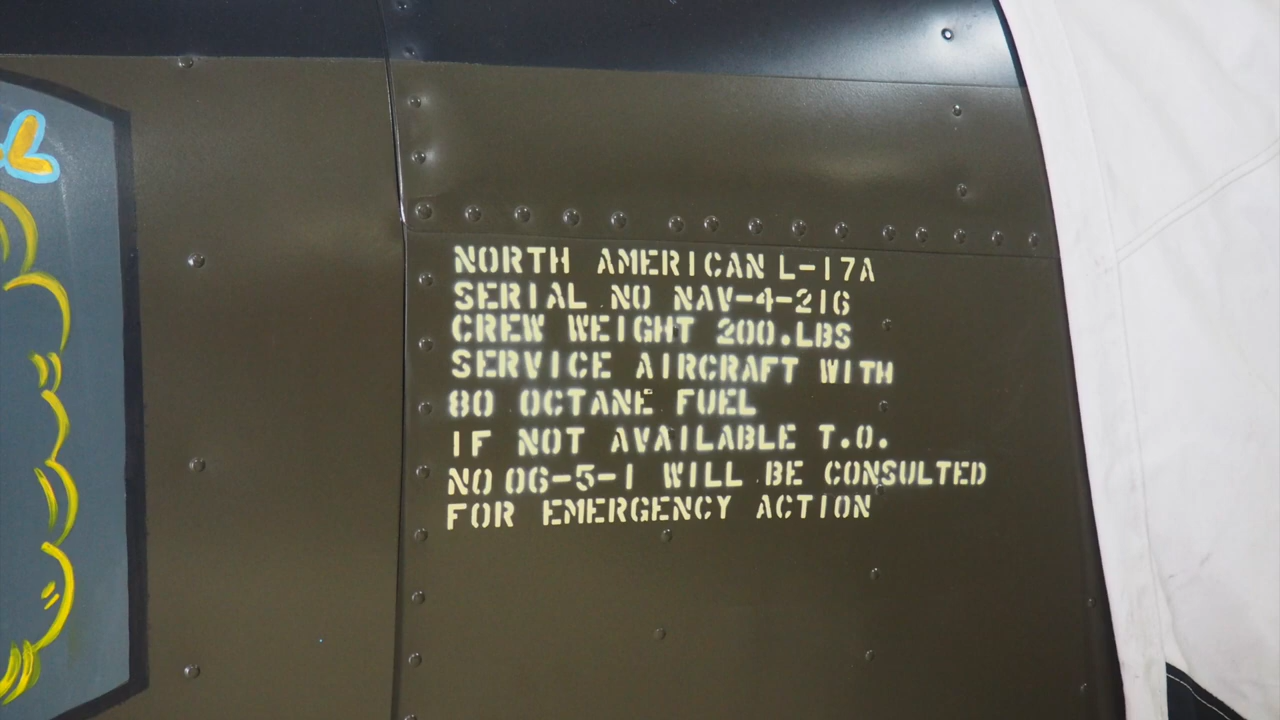 NORTH AMERICAN L-17A
SERIAL NO NAV-4-216
CREW WEIGHT 200.LBS
SERVICE AIRCRAFT WITH
80 OCTANE FUEL
IF NOT AVAILABLE T.O.
NO 06-5-1 WILL BE CONSULTED
FOR EMERGENCY ACTION